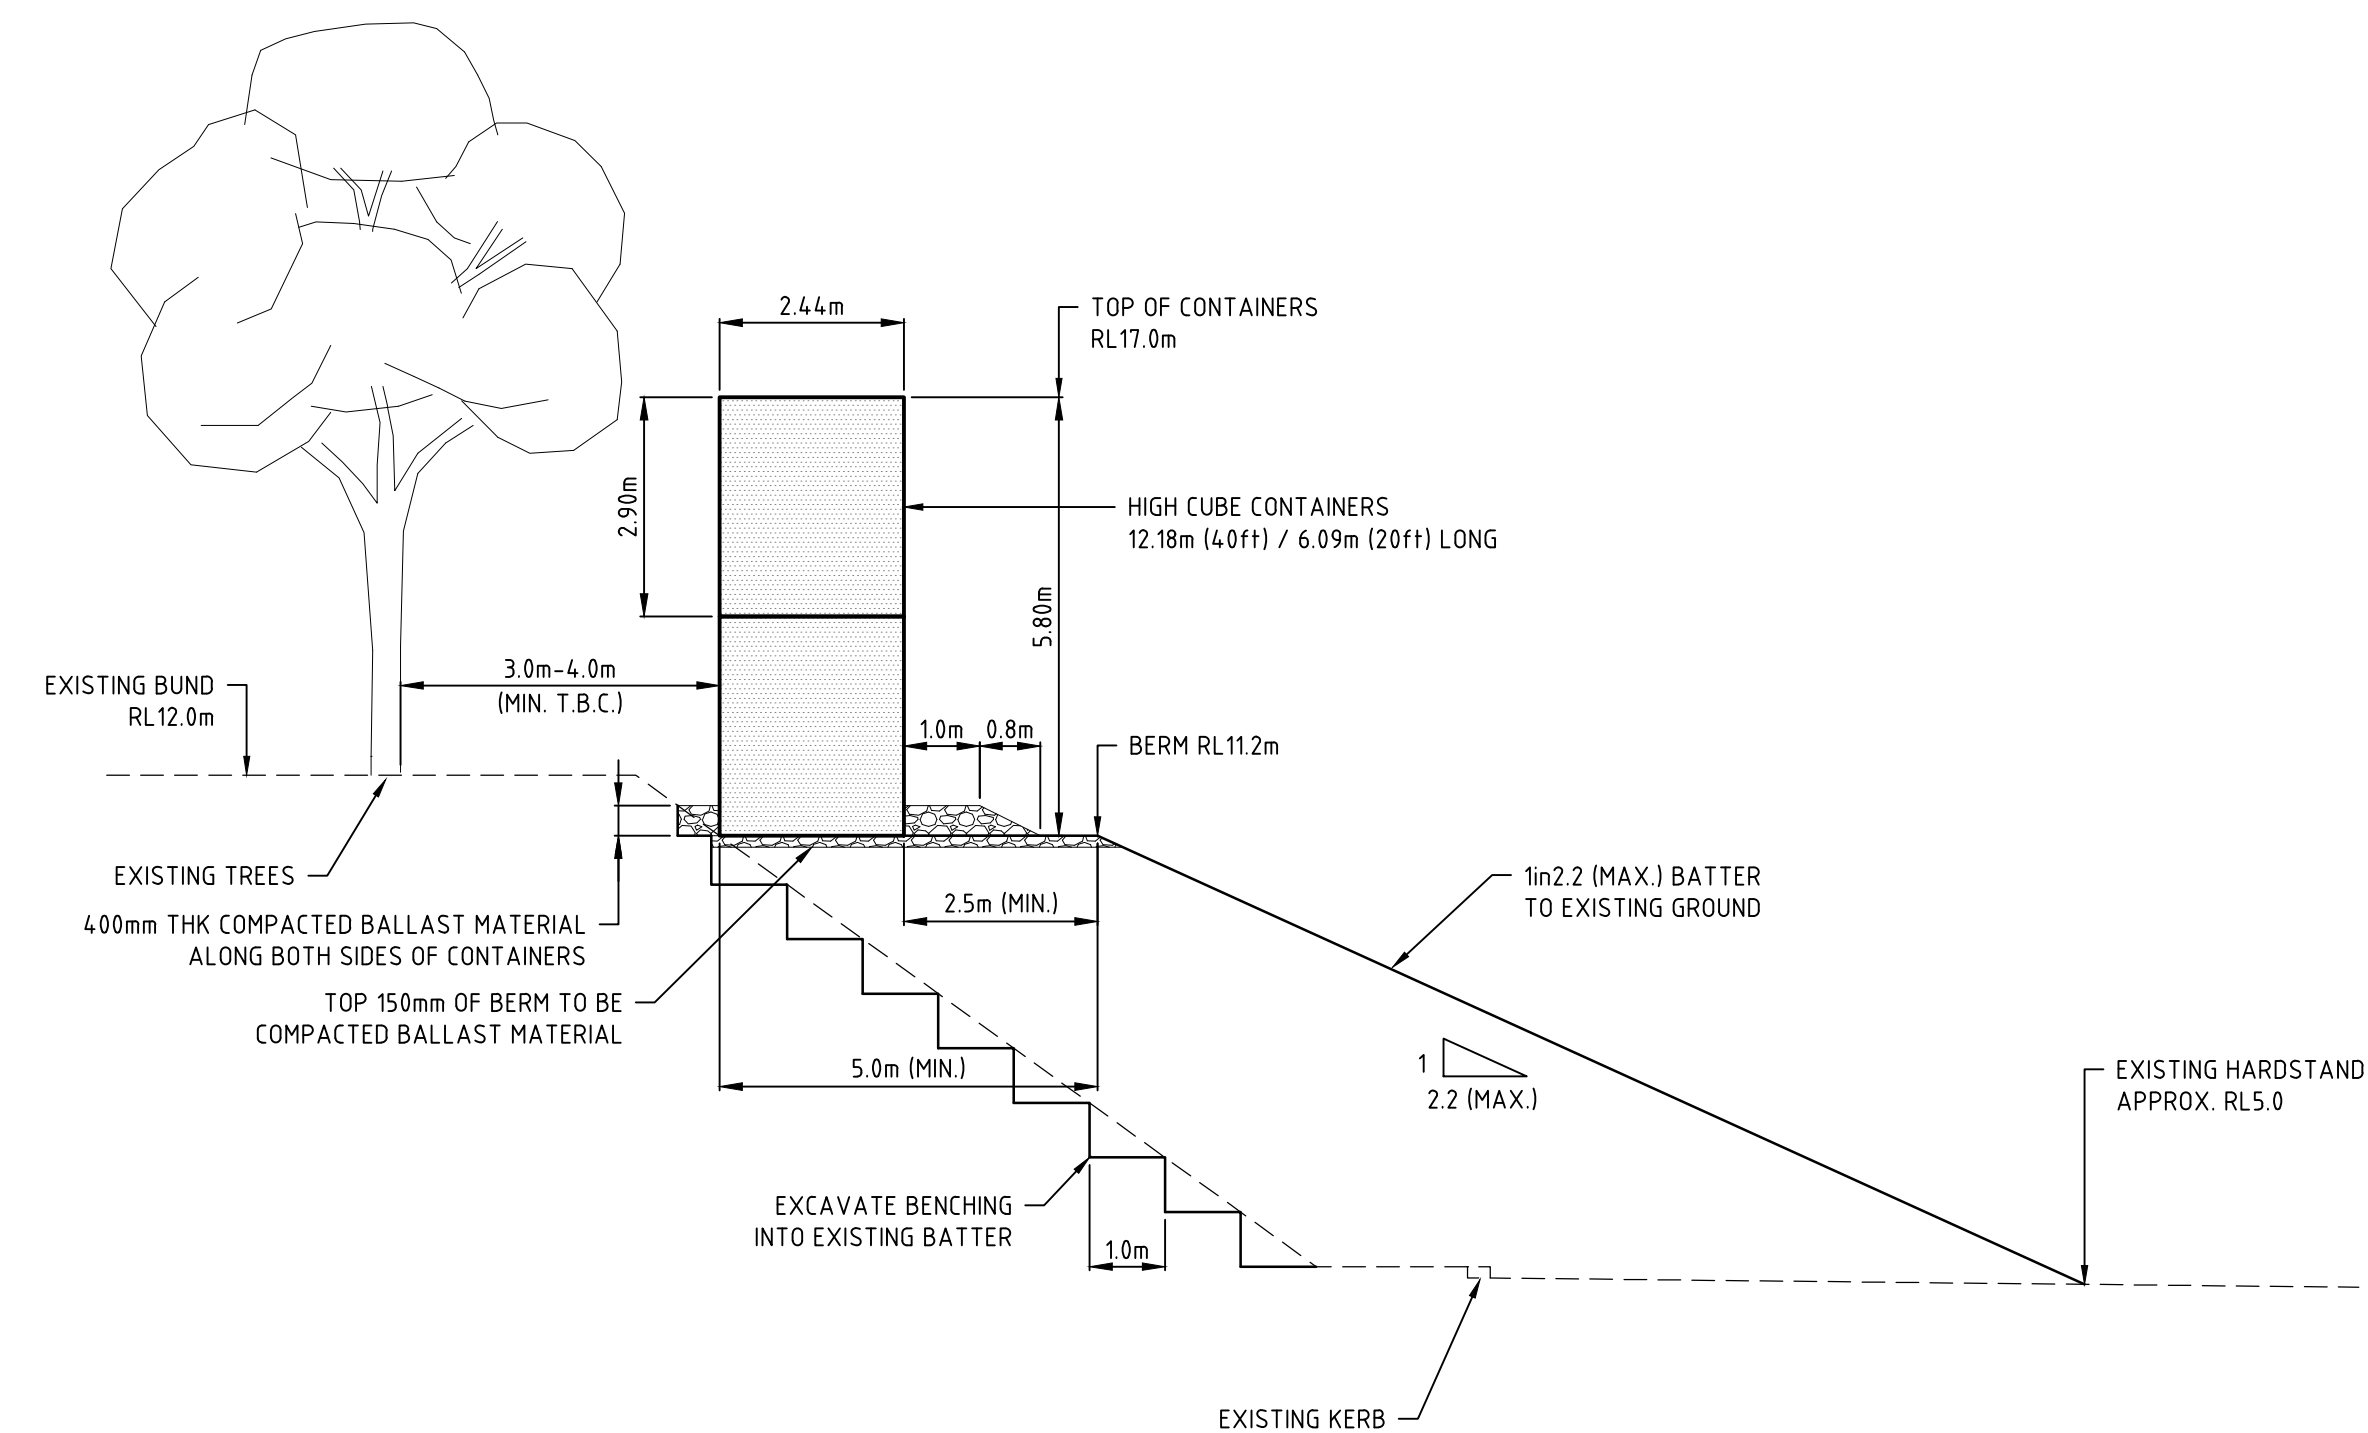 2.44m
TOP OF CONTAINERS
RL17.0m
2.90m
HIGH CUBE CONTAINERS
12.18m (40ft) / 6.09m (20ft) LONG
5.80m
3.0m-4.0m
(MIN. T.B.C.)
EXISTING BUND
RL12.0m
1.0m
0.8m
BERM RL11.2m
EXISTING TREES
1in2.2 (MAX.) BATTER
TO EXISTING GROUND
400mm THK COMPACTED BALLAST MATERIAL
ALONG BOTH SIDES OF CONTAINERS
2.5m (MIN.)
TOP 150mm OF BERM TO BE
COMPACTED BALLAST MATERIAL
5.0m (MIN.)
1
2.2 (MAX.)
EXISTING HARDSTAND
APPROX. RL5.0
EXCAVATE BENCHING
INTO EXISTING BATTER
1.0m
EXISTING KERB